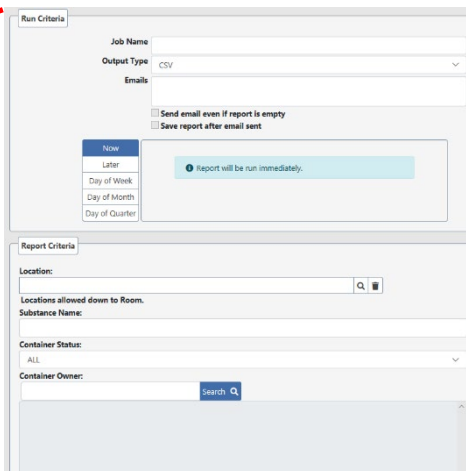 Run Criteria
Job Name
Output Type CSV
Emails
Send email even if report is empty
Save report after email sent
Now
Later
Day of Week
Day of Month
Day of Quarter
Report will be run immediately.
Report Criteria
Location:
Locations allowed down to Room.
Substance Name:
Container Status:
ALL
Container Owner:
Search